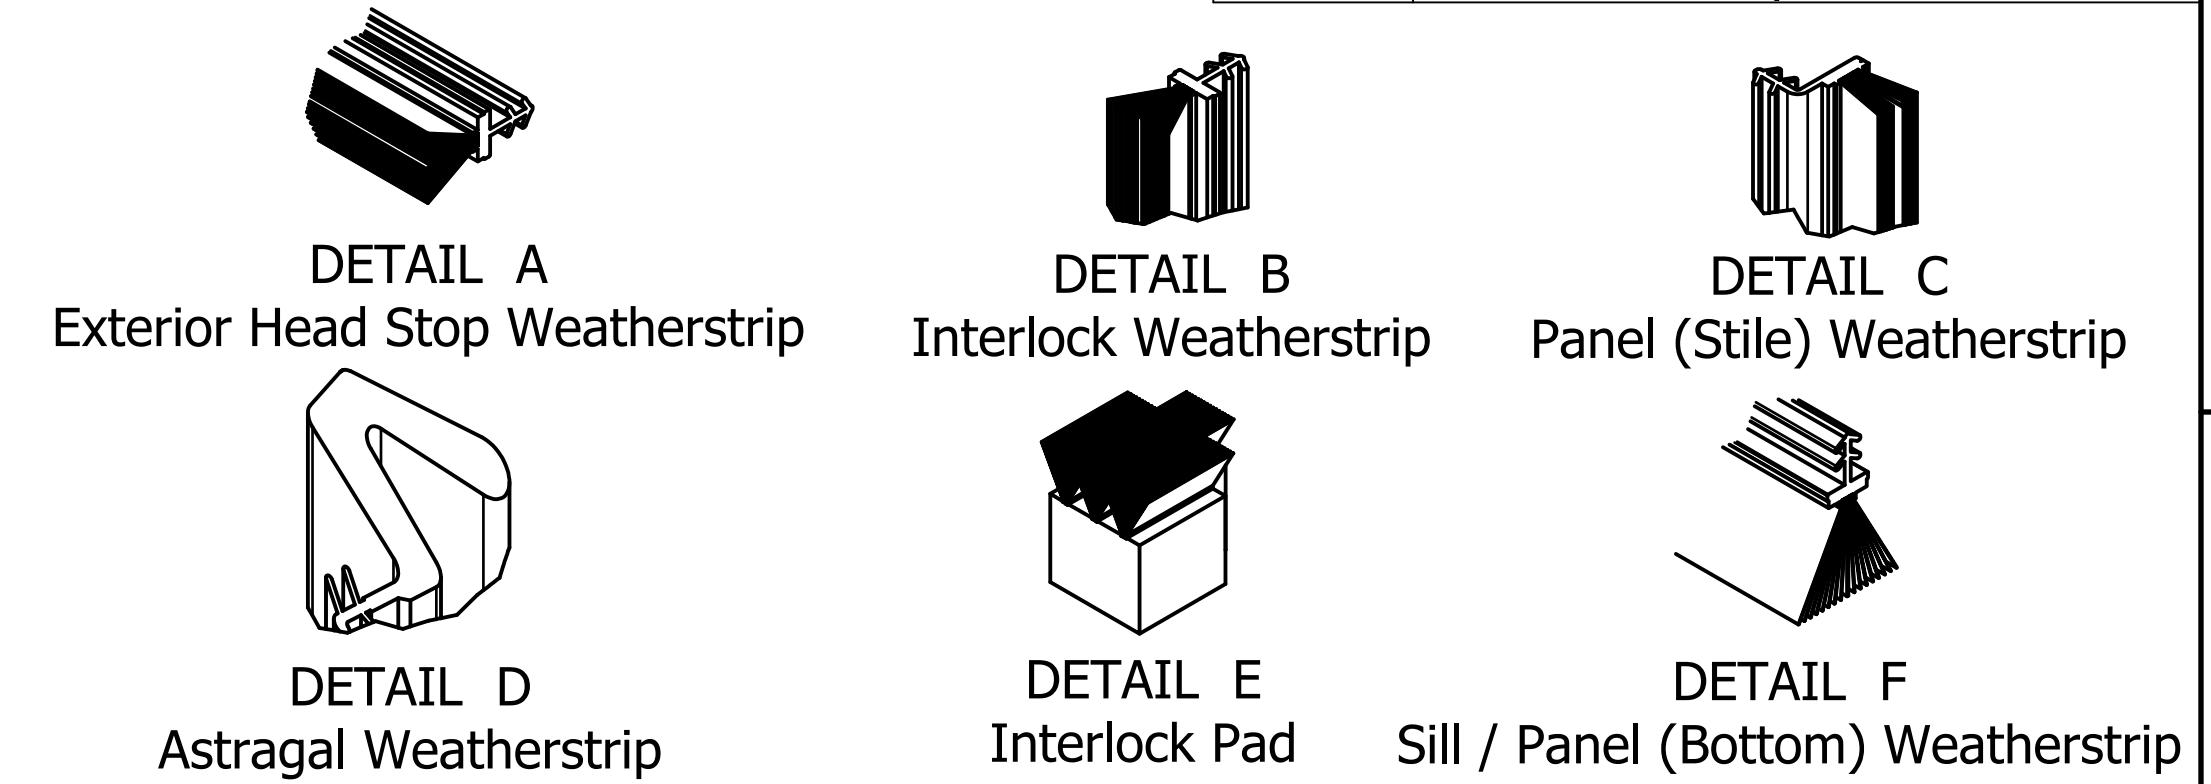 DETAIL A
Exterior Head Stop Weatherstrip
DETAIL B
Interlock Weatherstrip
DETAIL C
Panel (Stile) Weatherstrip
DETAIL D
Astragal Weatherstrip
DETAIL E
Interlock Pad
DETAIL F
Sill / Panel (Bottom) Weatherstrip